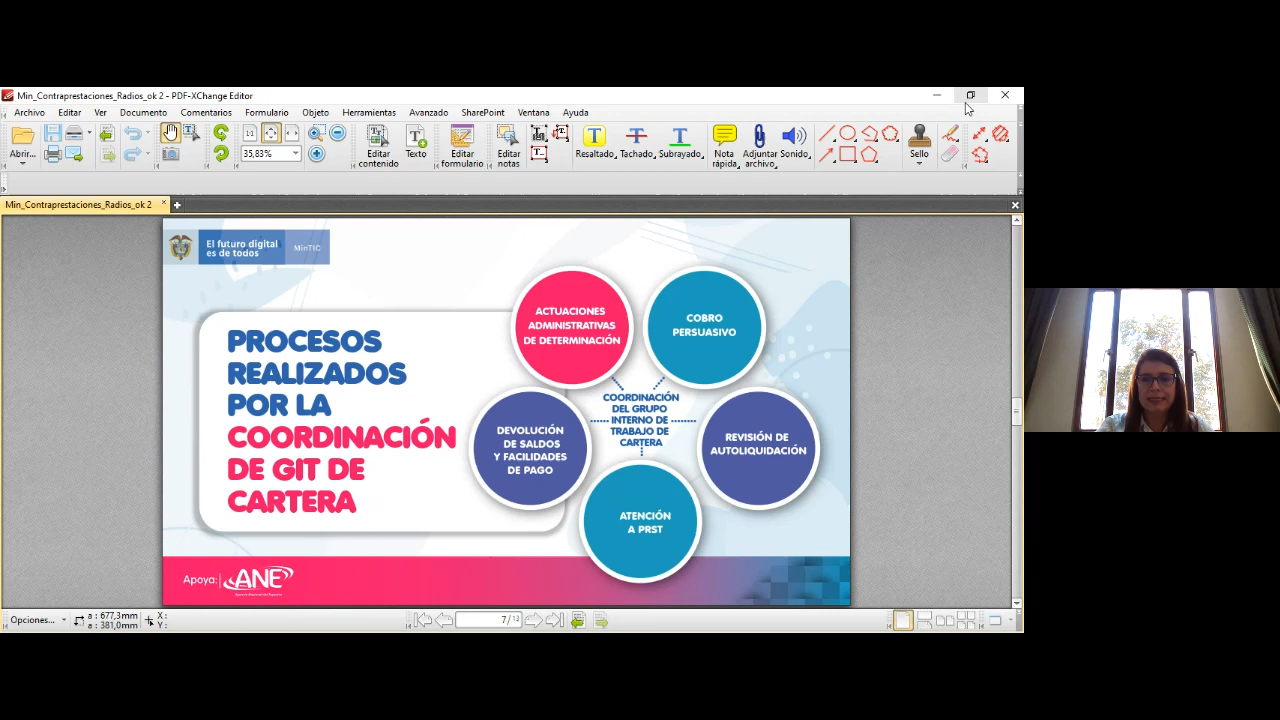 Min_Contraprestaciones_Radios_ok 2 - PDF-XChange Editor
Archivo Editar Ver Documento Comentarios Formulario Objeto Herramientas Avanzado SharePoint Ventana Ayuda
Abrir...
35,83%
Editar contenido
Texto
Editar formulario
Editar notas
Resaltado
Tachado
Subrayado
Nota rápida
Adjuntar archivo
Sonido
Sello
Min_Contraprestaciones_Radios_ok 2
El futuro digital
es de todos
MinTIC
PROCESOS
REALIZADOS
POR LA
COORDINACIÓN
DE GIT DE
CARTERA
ACTUACIONES
ADMINISTRATIVAS
DE DETERMINACIÓN
COBRO
PERSUASIVO
COORDINACIÓN
DEL GRUPO
INTERNO DE
TRABAJO DE
CARTERA
DEVOLUCIÓN
DE SALDOS
Y FACILIDADES
DE PAGO
REVISIÓN DE
AUTOLIQUIDACIÓN
ATENCIÓN
A PRST
Apoya:
ANE
Opciones...
a : 677,3mm
a : 381,0mm
X :
Y :
7/13